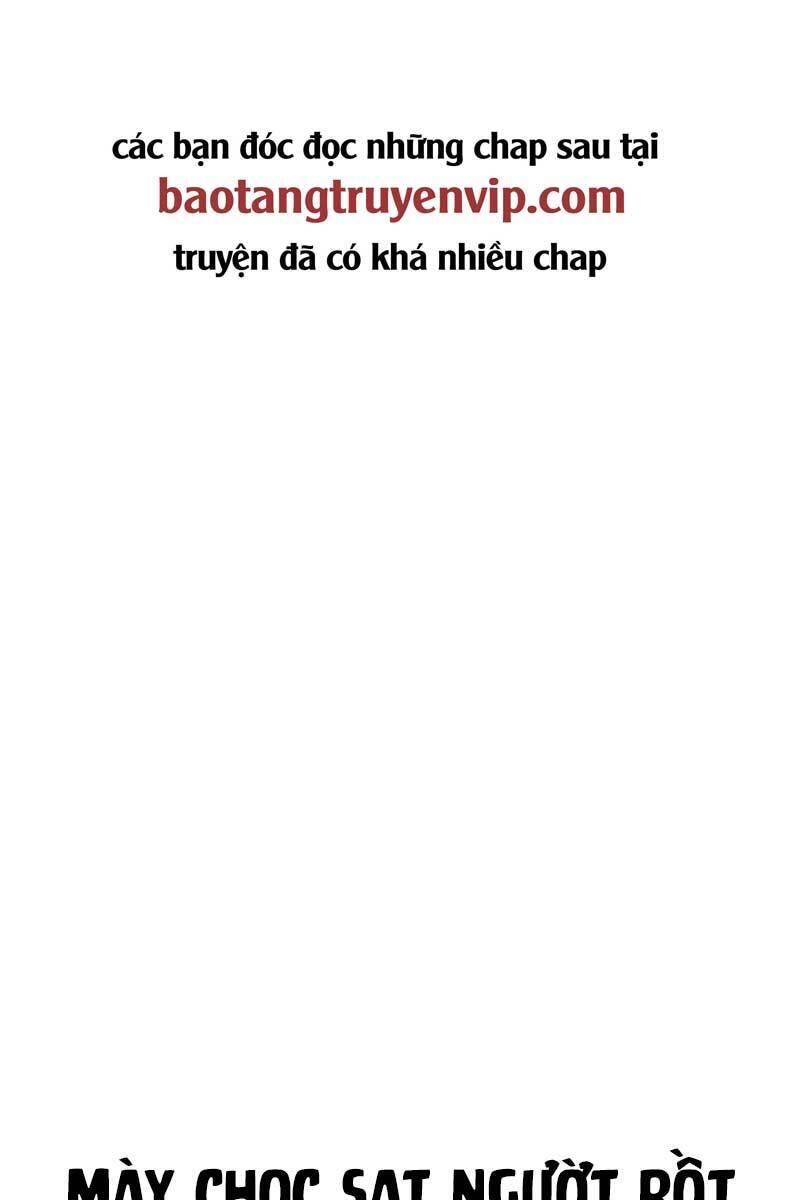 các bạn đóc đọc những chap sau tại
baotangtruyenvip.com
truyện đã có khá nhiều chap
MÀY CHỌC SAI NGƯỜI RỒI